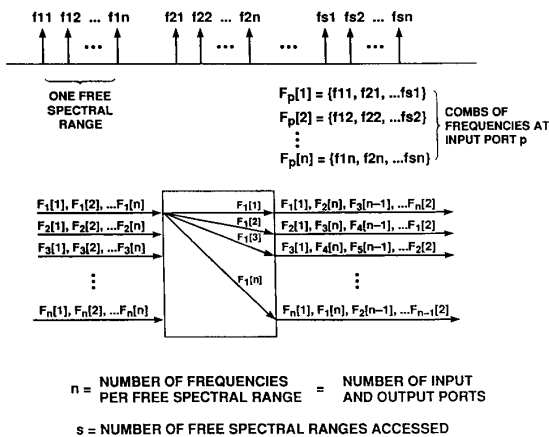 f11 f12 ... f1n f21 f22 ... f2n fs1 fs2 ... fsn
... ... ... ...
ONE FREE
SPECTRAL
RANGE
Fp[1] = {f11, f21, ...fs1}
Fp[2] = {f12, f22, ...fs2}
⋮
Fp[n] = {f1n, f2n, ...fsn}
COMBS OF
FREQUENCIES AT
INPUT PORT p
F1[1], F1[2], ...F1[n] F1[1] F1[1], F2[n], F3[n–1], ...Fn[2]
F2[1], F2[2], ...F2[n] F1[2] F2[1], F3[n], F4[n–1], ...F1[2]
F3[1], F3[2], ...F3[n] F1[3] F3[1], F4[n], F5[n–1], ...F2[2]
⋮ F1[n] ⋮
Fn[1], Fn[2], ...Fn[n] Fn[1], F1[n], F2[n–1], ...Fn–1[2]
n = NUMBER OF FREQUENCIES PER FREE SPECTRAL RANGE = NUMBER OF INPUT AND OUTPUT PORTS
s = NUMBER OF FREE SPECTRAL RANGES ACCESSED